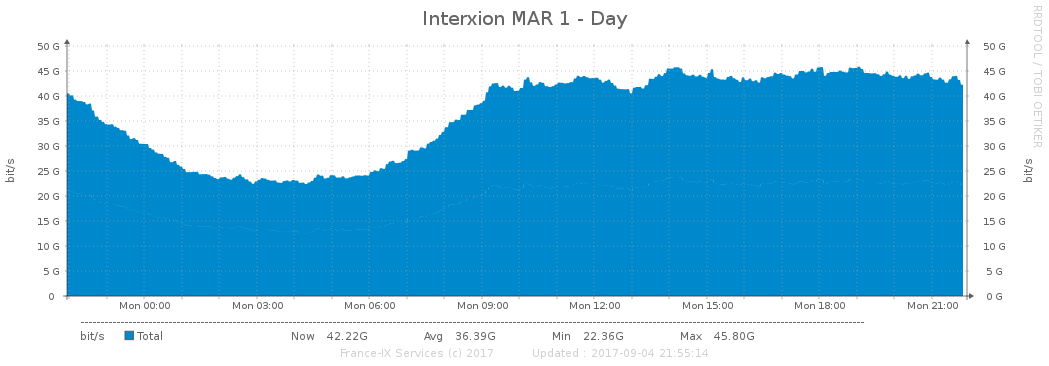 Interxion MAR 1 - Day
RRDTOOL / TOBI OETIKER
50 G 50 G
45 G 45 G
40 G 40 G
35 G 35 G
30 G 30 G
25 G 25 G
20 G 20 G
15 G 15 G
10 G 10 G
5 G 5 G
0 0 G
bit/s bit/s
Mon 00:00 Mon 03:00 Mon 06:00 Mon 09:00 Mon 12:00 Mon 15:00 Mon 18:00 Mon 21:00
bit/s Total Now 42.22G Avg 36.39G Min 22.36G Max 45.80G
France-IX Services (c) 2017 Updated : 2017-09-04 21:55:14